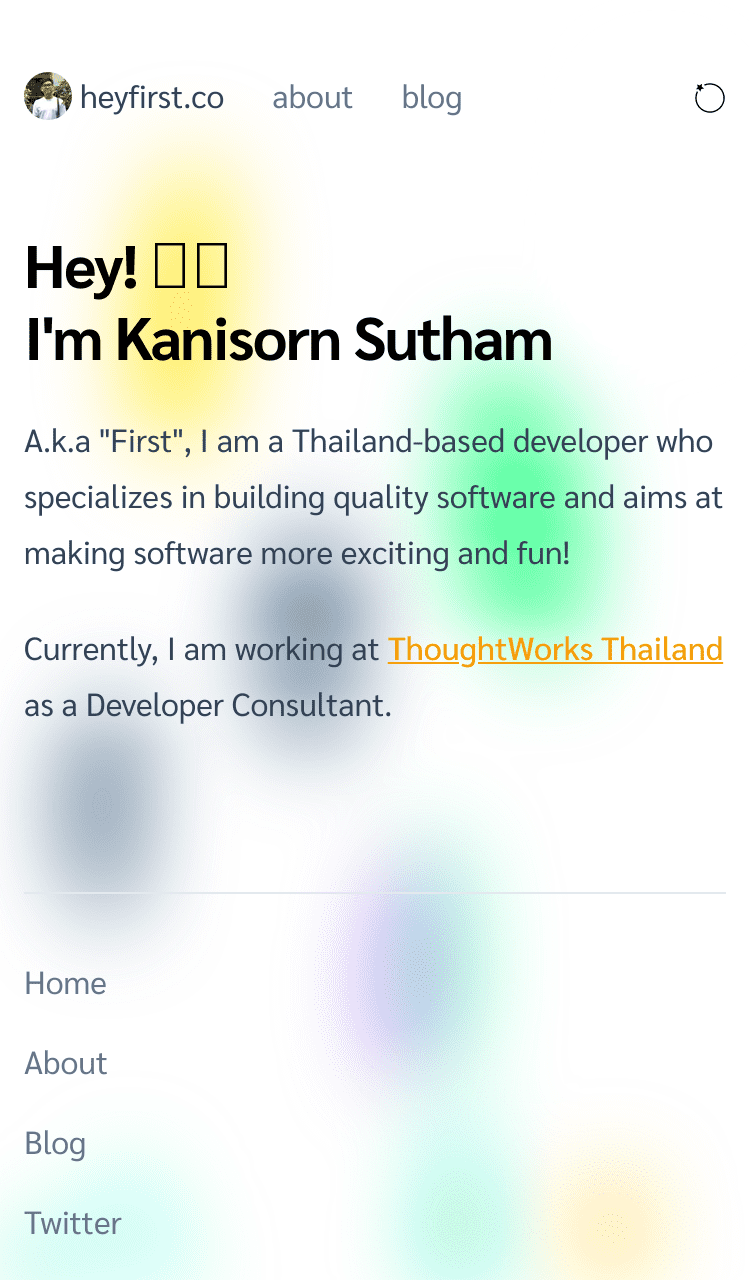 heyfirst.co about blog
Hey!
I'm Kanisorn Sutham
A.k.a "First", I am a Thailand-based developer who
specializes in building quality software and aims at
making software more exciting and fun!
Currently, I am working at ThoughtWorks Thailand
as a Developer Consultant.
Home
About
Blog
Twitter